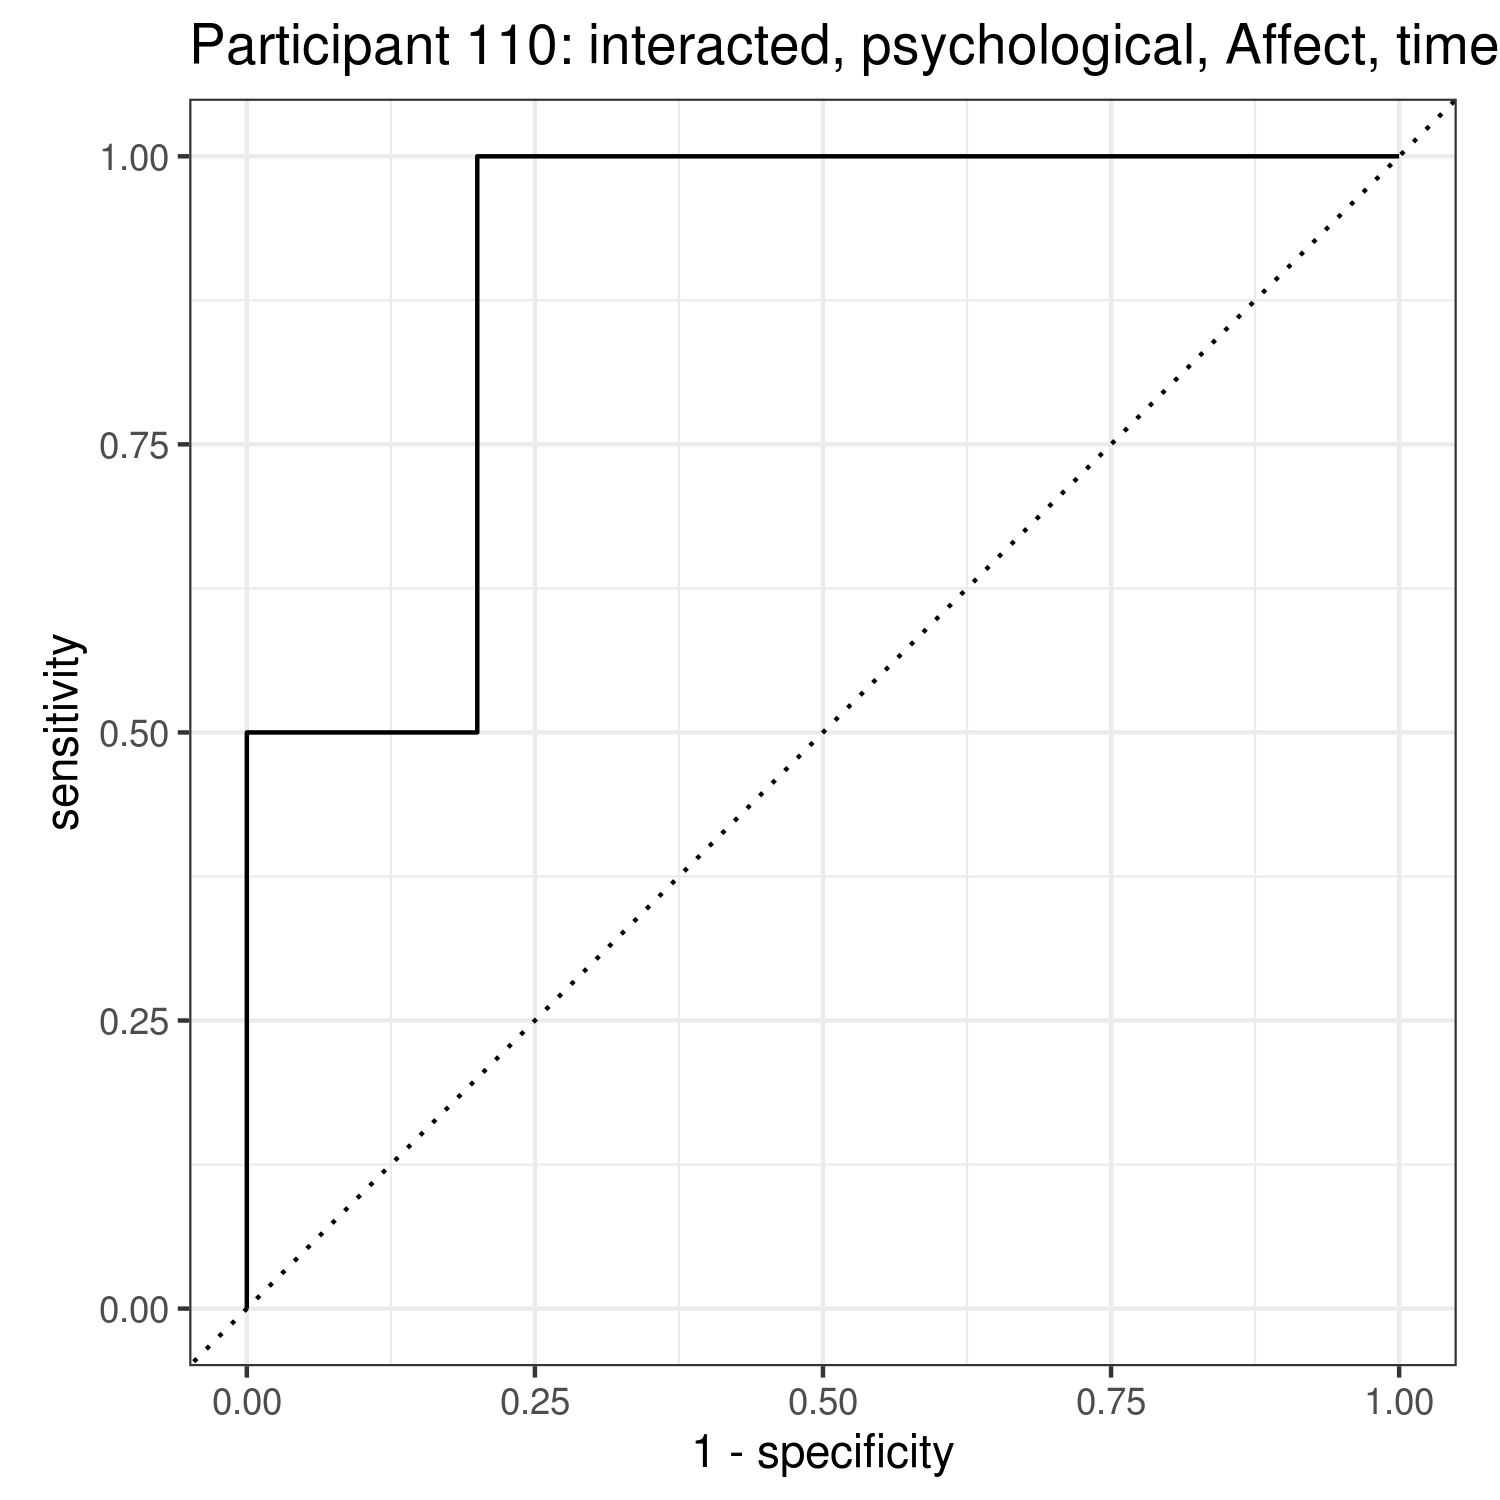 Participant 110: interacted, psychological, Affect, time
1.00
0.75
0.50
0.25
0.00
sensitivity
0.00 0.25 0.50 0.75 1.00
1 - specificity